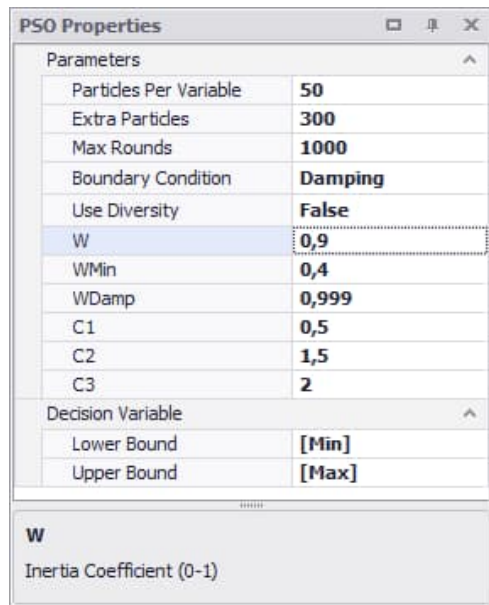 PSO Properties
Parameters
Particles Per Variable 50
Extra Particles 300
Max Rounds 1000
Boundary Condition Damping
Use Diversity False
W 0,9
WMin 0,4
WDamp 0,999
C1 0,5
C2 1,5
C3 2
Decision Variable
Lower Bound [Min]
Upper Bound [Max]
W
Inertia Coefficient (0-1)